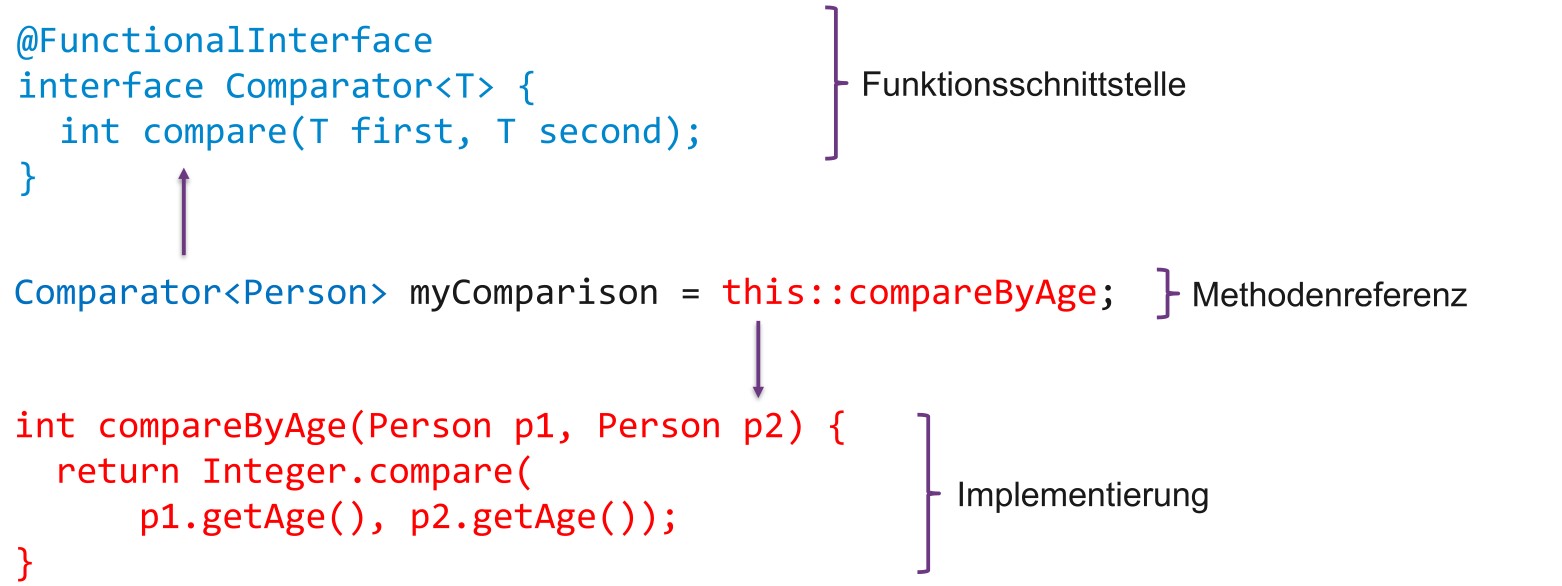 @FunctionalInterface
interface Comparator<T> {
  int compare(T first, T second);
}
Funktionsschnittstelle
Comparator<Person> myComparison = this::compareByAge;
Methodenreferenz
int compareByAge(Person p1, Person p2) {
  return Integer.compare(
      p1.getAge(), p2.getAge());
}
Implementierung